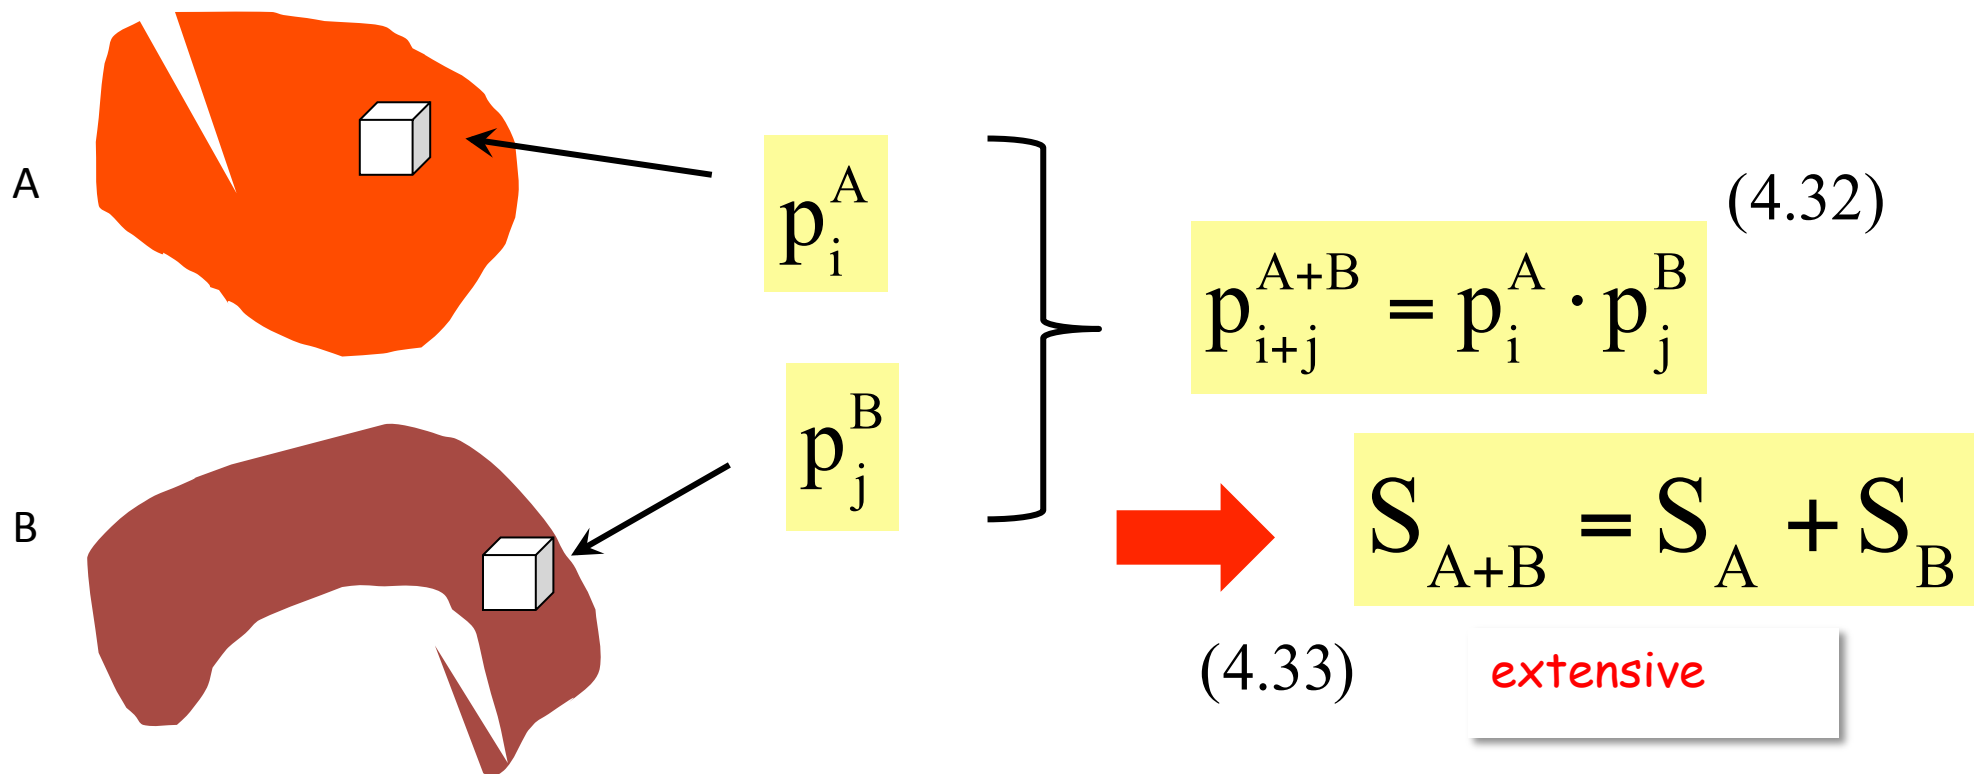 A
p_i^A
(4.32)
p_{i+j}^{A+B} = p_i^A · p_j^B
B
p_j^B
S_{A+B} = S_A + S_B
(4.33)
extensive